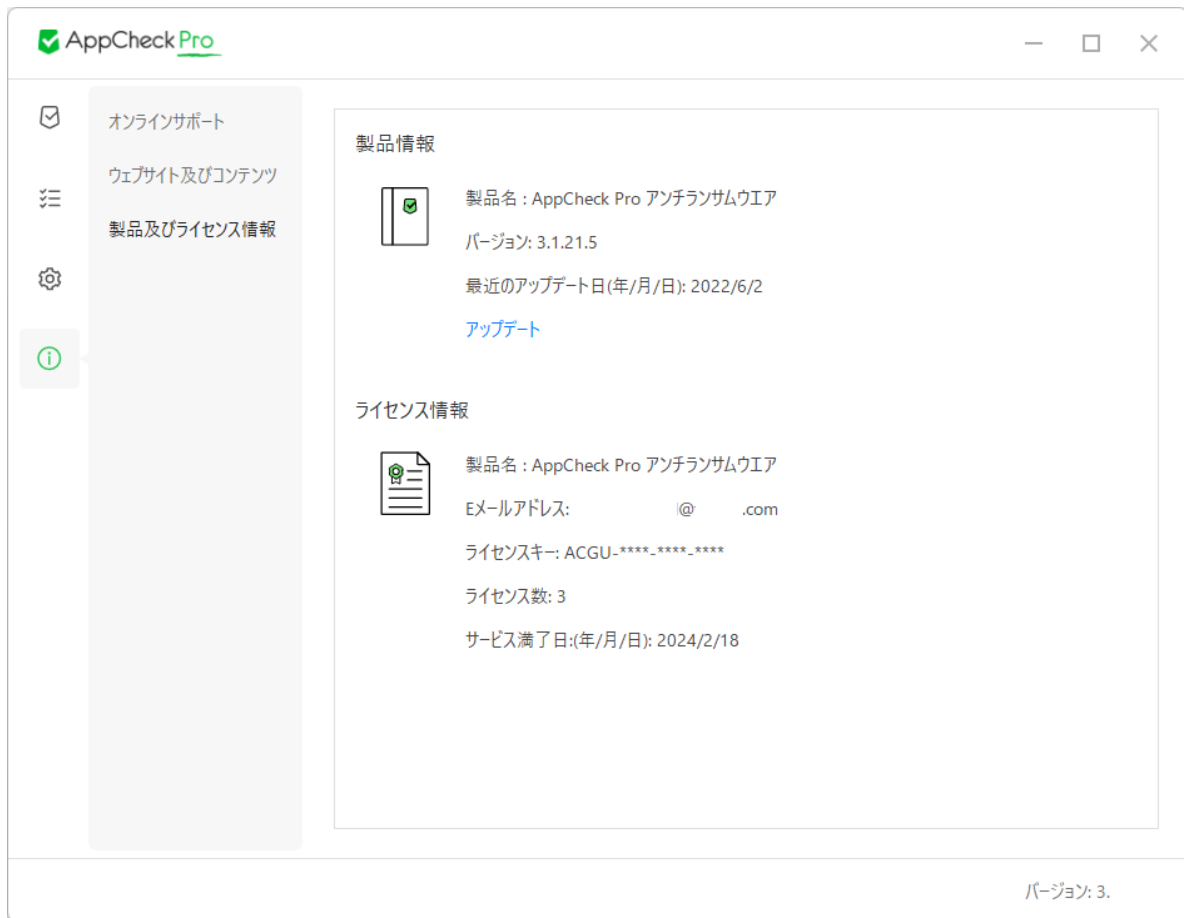 AppCheck Pro
オンラインサポート
ウェブサイト及びコンテンツ
製品及びライセンス情報
製品情報
製品名 : AppCheck Pro アンチランサムウエア
バージョン: 3.1.21.5
最近のアップデート日(年/月/日): 2022/6/2
アップデート
ライセンス情報
製品名 : AppCheck Pro アンチランサムウエア
Eメールアドレス: @ .com
ライセンスキー: ACGU-****-****-****
ライセンス数: 3
サービス満了日:(年/月/日): 2024/2/18
バージョン: 3.